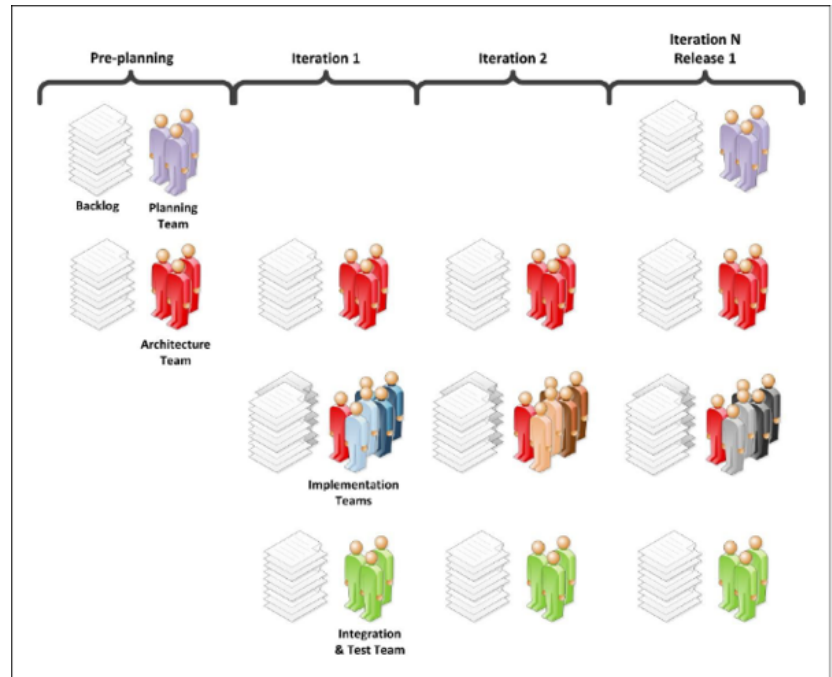 Pre-planning
Iteration 1
Iteration 2
Iteration N
Release 1
Backlog
Planning
Team
Architecture
Team
Implementation
Teams
Integration
& Test Team